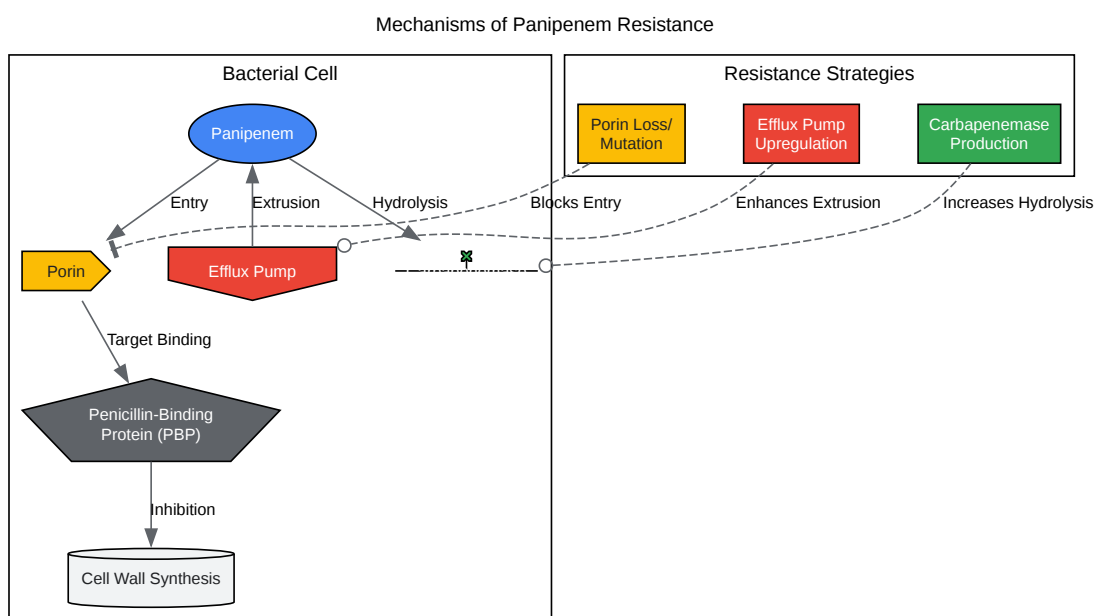 Mechanisms of Panipenem Resistance
Bacterial Cell
Resistance Strategies
Panipenem
Porin Loss/
Mutation
Efflux Pump
Upregulation
Carbapenemase
Production
Entry
Extrusion
Hydrolysis
Blocks Entry
Enhances Extrusion
Increases Hydrolysis
Porin
Efflux Pump
Target Binding
Penicillin-Binding
Protein (PBP)
Inhibition
Cell Wall Synthesis